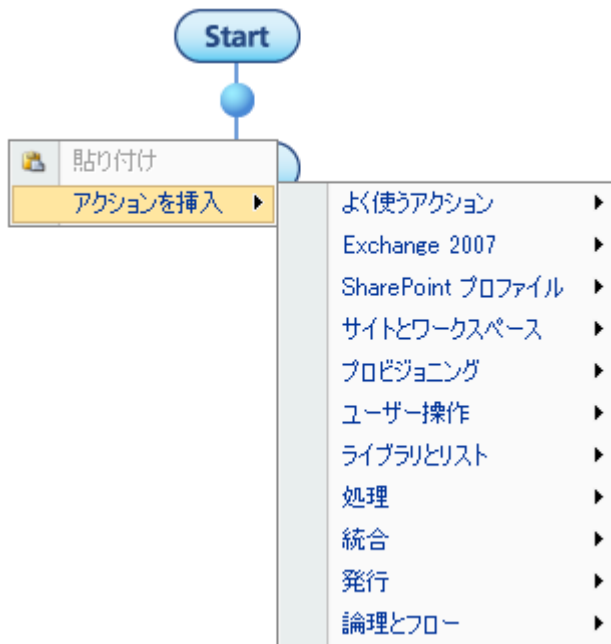 Start
貼り付け
アクションを挿入
よく使うアクション
Exchange 2007
SharePoint プロファイル
サイトとワークスペース
プロビジョニング
ユーザー操作
ライブラリとリスト
処理
統合
発行
論理とフロー